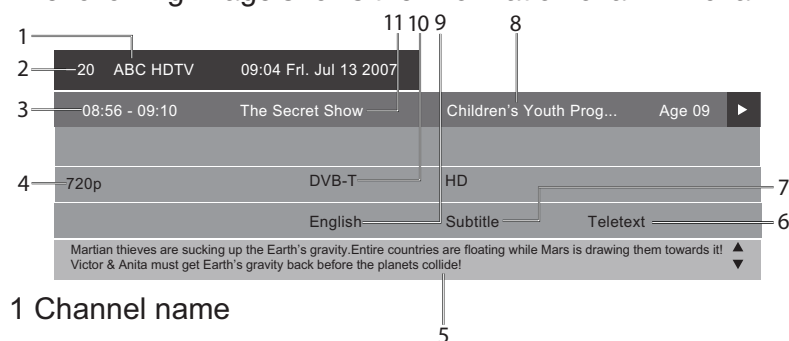 1 11 10 9 8
2 20 ABC HDTV 09:04 Frl. Jul 13 2007
3 08:56 - 09:10 The Secret Show Children's Youth Prog... Age 09
4 720p DVB-T HD 7
English Subtitle Teletext 6
Martian thieves are sucking up the Earth's gravity.Entire countries are floating while Mars is drawing them towards it!
Victor & Anita must get Earth's gravity back before the planets collide!
1 Channel name
5